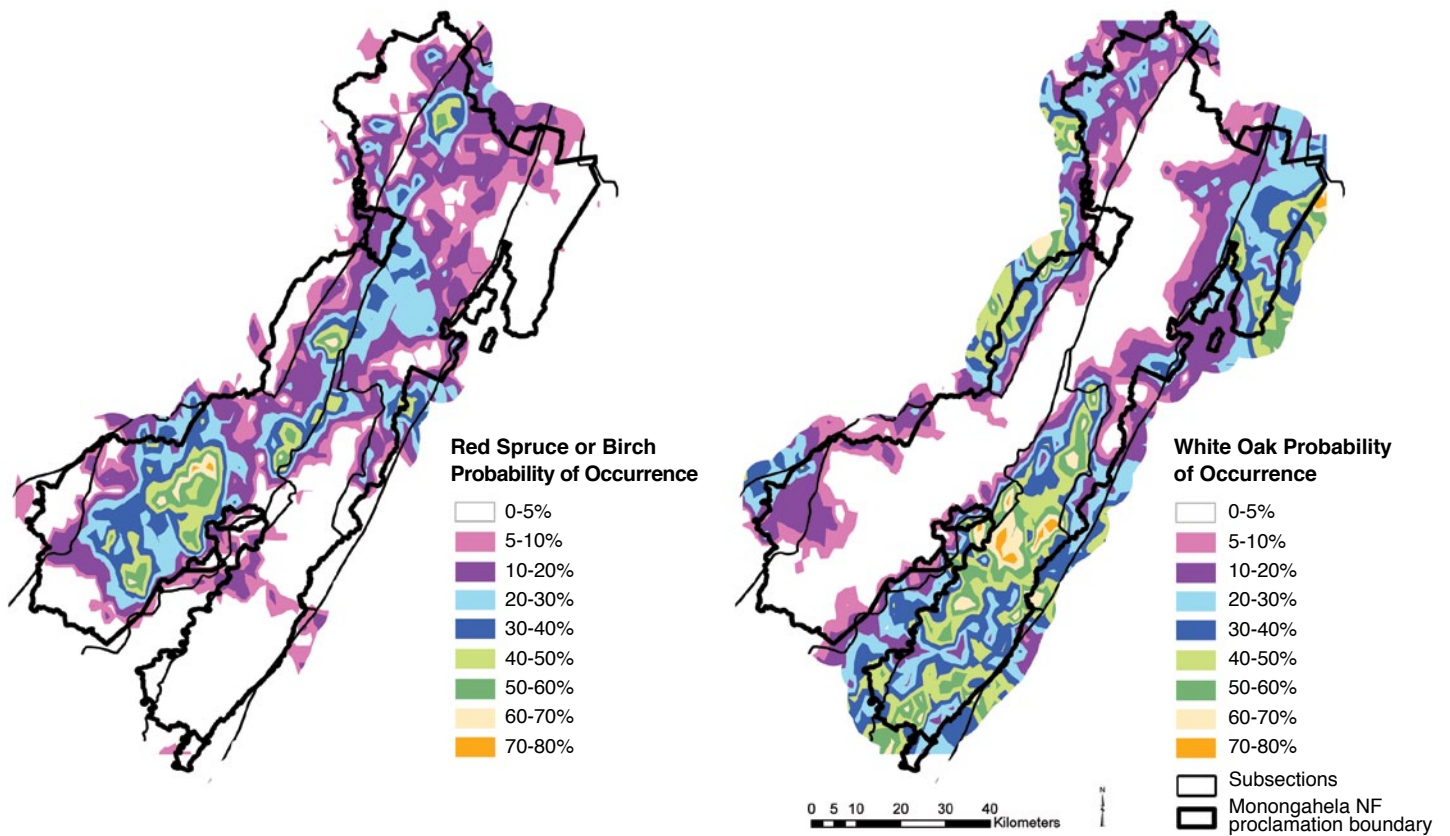 Red Spruce or Birch
Probability of Occurrence
0-5%
5-10%
10-20%
20-30%
30-40%
40-50%
50-60%
60-70%
70-80%
White Oak Probability
of Occurrence
0-5%
5-10%
10-20%
20-30%
30-40%
40-50%
50-60%
60-70%
70-80%
Subsections
Monongahela NF
proclamation boundary
0 5 10 20 30 40
Kilometers
N